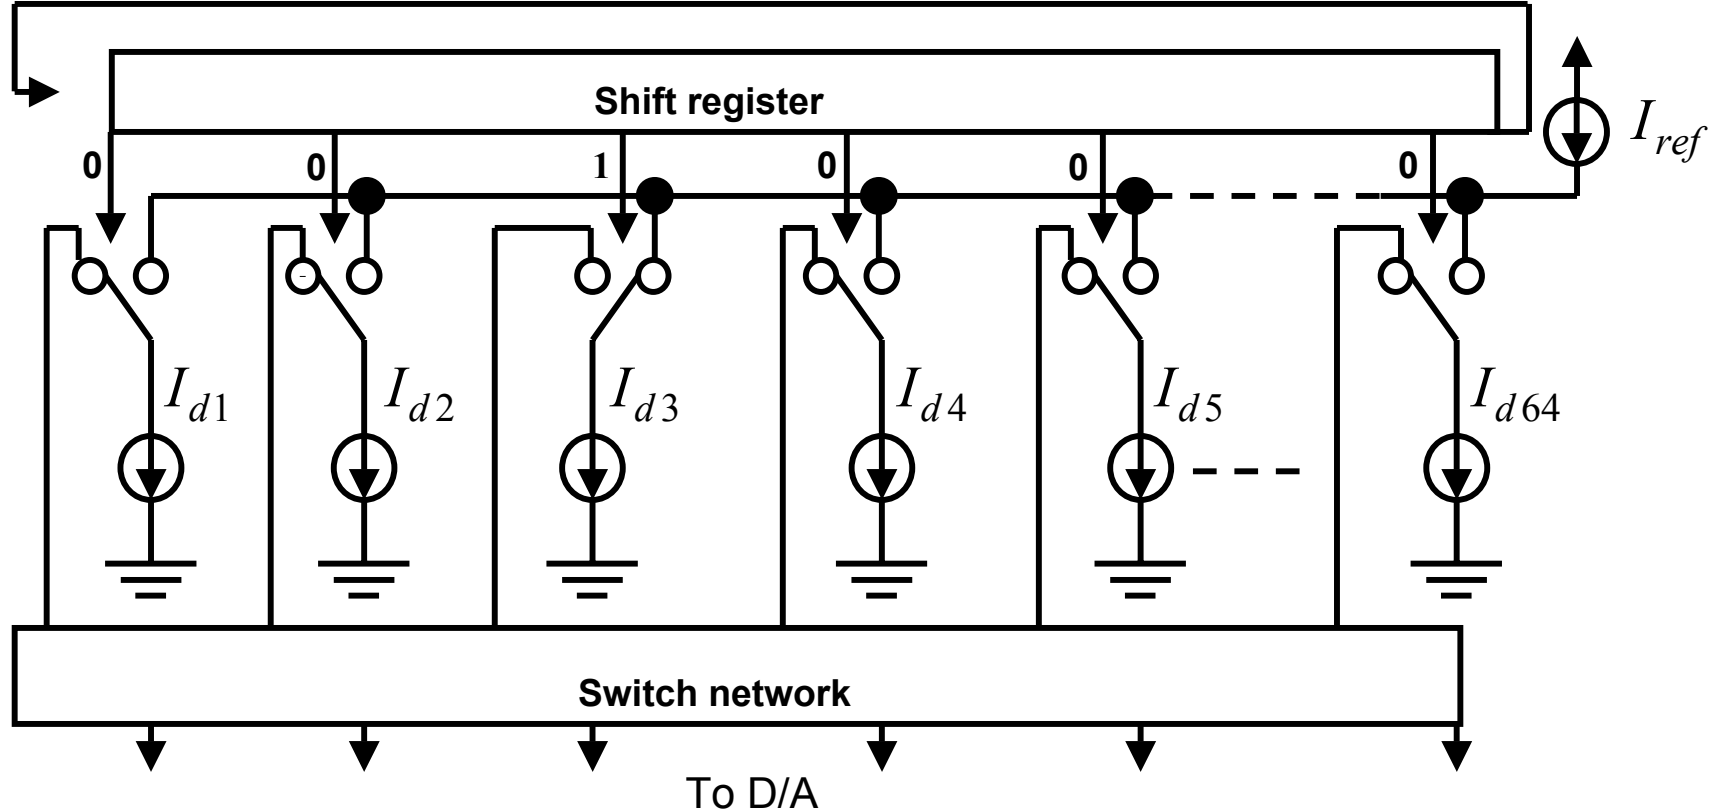 Shift register
I_ref
0 0 1 0 0 0
-
I_d1 I_d2 I_d3 I_d4 I_d5 I_d64
Switch network
To D/A